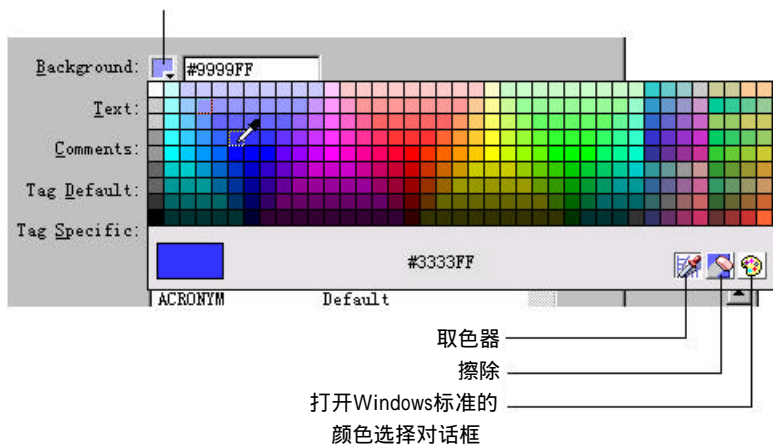 Background: #9999FF
Text:
Comments:
Tag Default:
Tag Specific:
#3333FF
ACRONYM Default
取色器
擦除
打开Windows标准的
颜色选择对话框